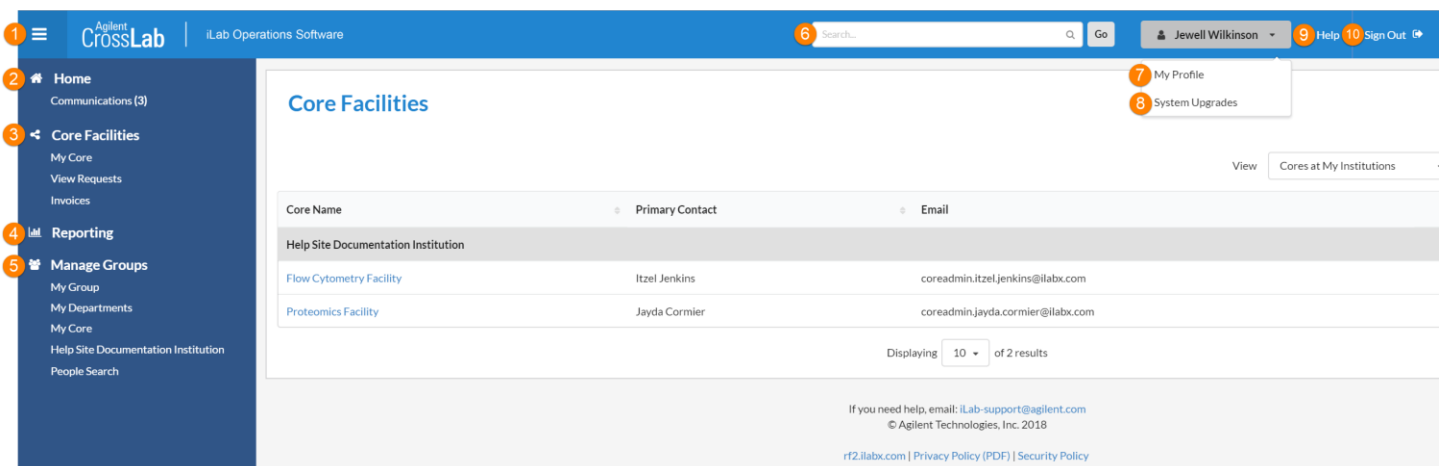 1 Agilent CrossLab iLab Operations Software 6 Search... Go Jewell Wilkinson 9 Help 10 Sign Out
2 Home
Communications (3)
3 Core Facilities
My Core
View Requests
Invoices
4 Reporting
5 Manage Groups
My Group
My Departments
My Core
Help Site Documentation Institution
People Search
7 My Profile
8 System Upgrades
Core Facilities
View Cores at My Institutions
Core Name Primary Contact Email
Help Site Documentation Institution
Flow Cytometry Facility Itzel Jenkins coreadmin.itzel.jenkins@ilabx.com
Proteomics Facility Jayda Cormier coreadmin.jayda.cormier@ilabx.com
Displaying 10 of 2 results
If you need help, email: iLab-support@agilent.com
© Agilent Technologies, Inc. 2018
rf2.ilabx.com | Privacy Policy (PDF) | Security Policy